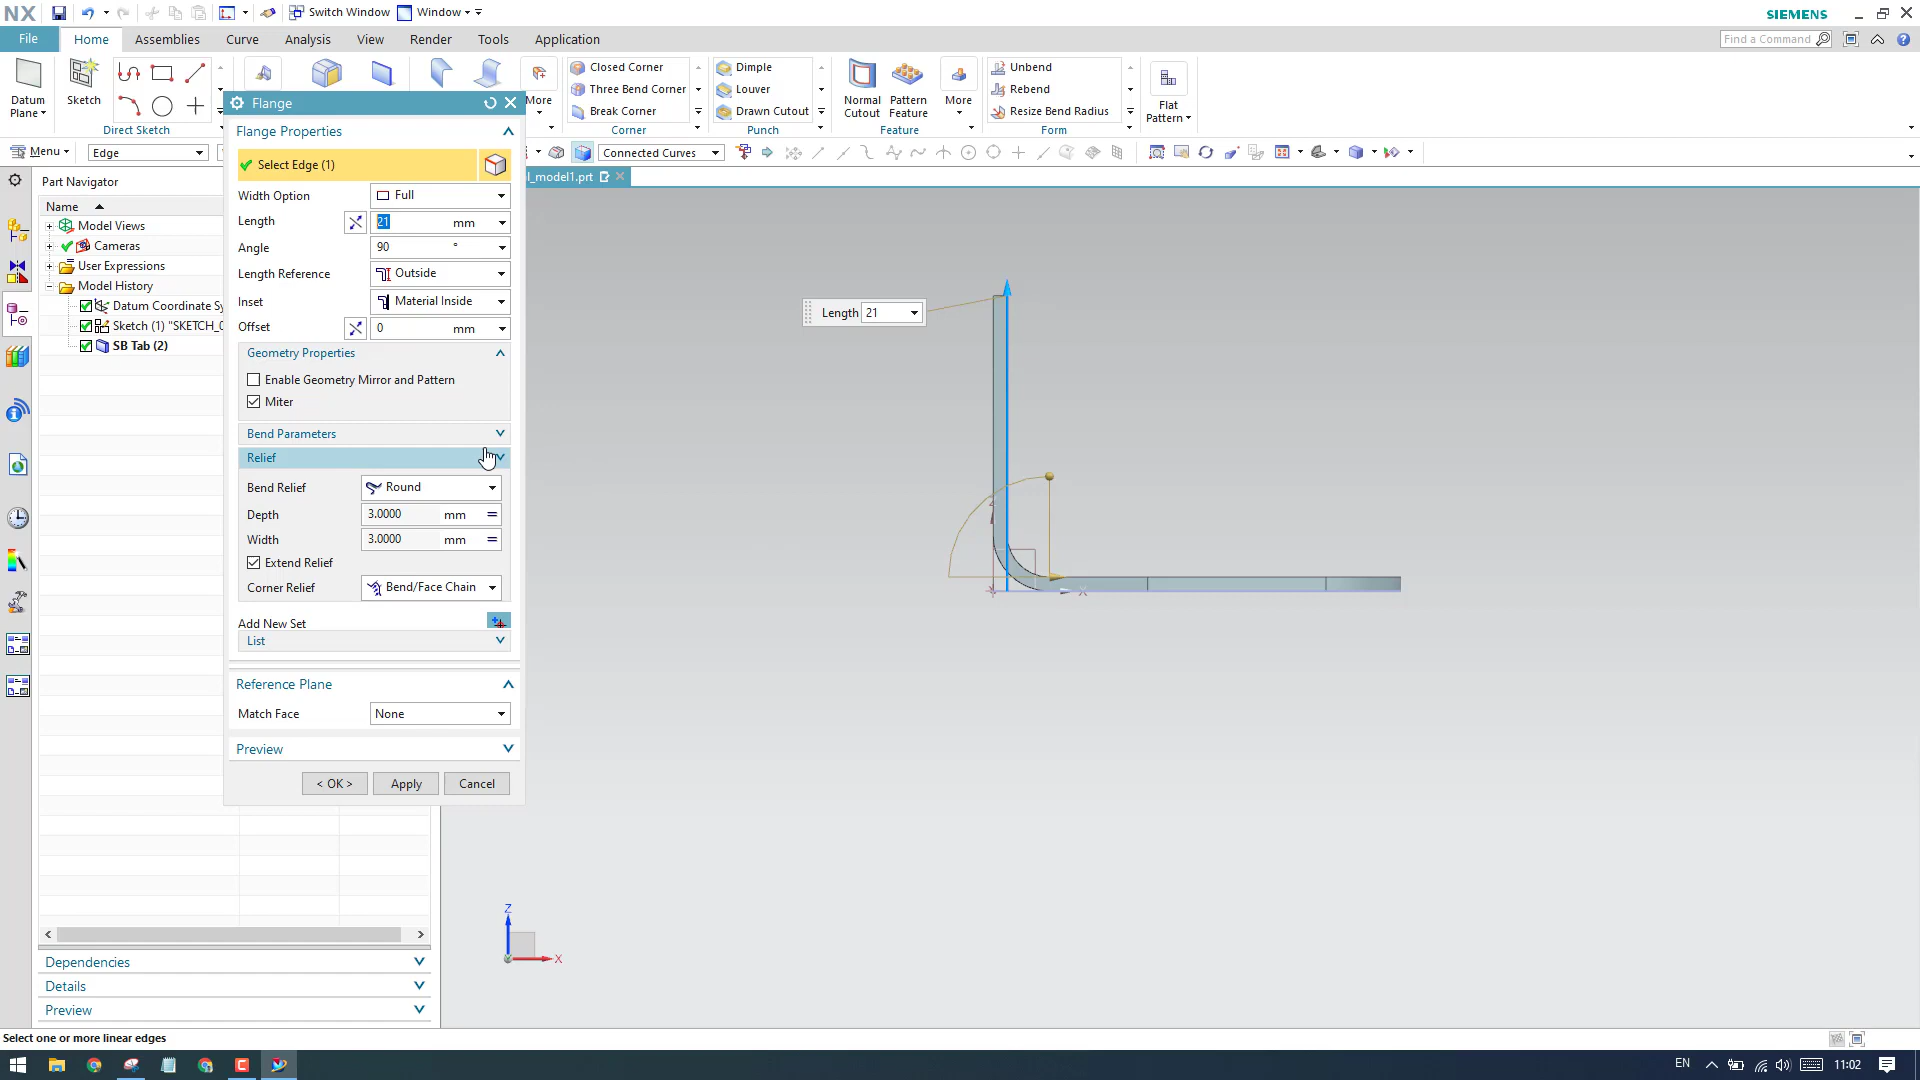 NX
Switch Window
Window
SIEMENS
File
Home
Assemblies
Curve
Analysis
View
Render
Tools
Application
Find a Command
Datum
Plane
Sketch
Direct Sketch
More
Closed Corner
Three Bend Corner
Break Corner
Corner
Dimple
Louver
Drawn Cutout
Punch
Normal
Cutout
Pattern
Feature
More
Feature
Unbend
Rebend
Resize Bend Radius
Form
Flat
Pattern
Menu
Edge
Connected Curves
Part Navigator
Name
Model Views
Cameras
User Expressions
Model History
Datum Coordinate Sy
Sketch (1) "SKETCH_0
SB Tab (2)
Dependencies
Details
Preview
Flange
Flange Properties
Select Edge (1)
Width Option
Full
Length
21
mm
Angle
90
°
Length Reference
Outside
Inset
Material Inside
Offset
0
mm
Geometry Properties
Enable Geometry Mirror and Pattern
Miter
Bend Parameters
Relief
Bend Relief
Round
Depth
3.0000
mm
=
Width
3.0000
mm
=
Extend Relief
Corner Relief
Bend/Face Chain
Add New Set
List
Reference Plane
Match Face
None
Preview
< OK >
Apply
Cancel
l_model1.prt
Length
21
X
Z
X
Select one or more linear edges
EN
11:02